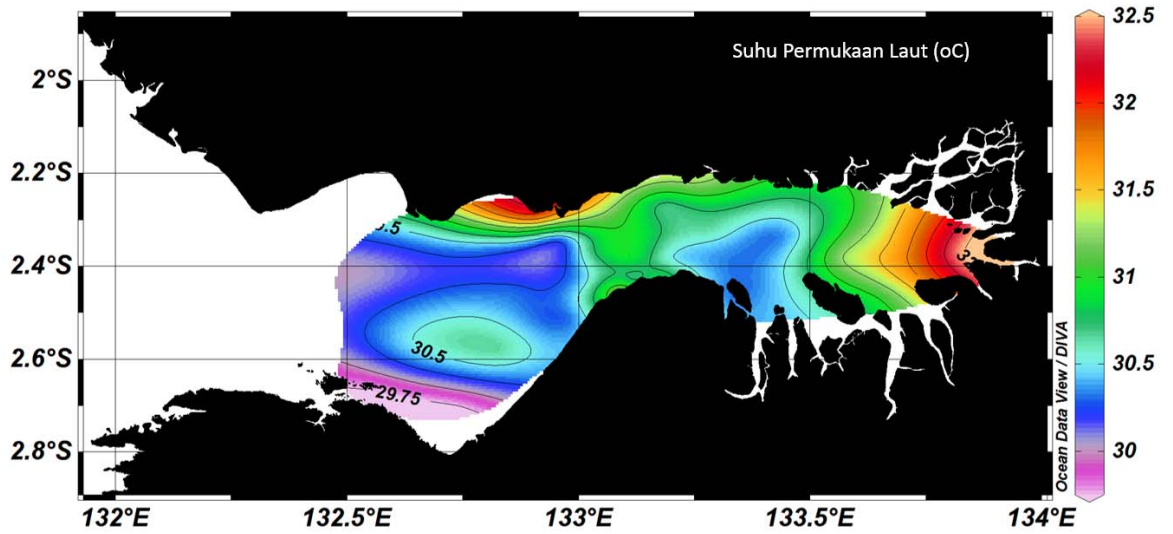 Suhu Permukaan Laut (oC)
2°S
2.2°S
2.4°S
2.6°S
2.8°S
132°E
132.5°E
133°E
133.5°E
134°E
30.5
29.75
Ocean Data View / DIVA
32.5
32
31.5
31
30.5
30